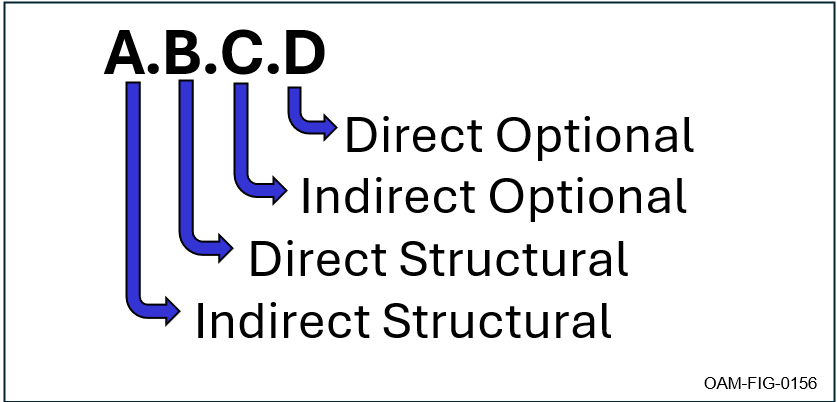 A.B.C.D
Direct Optional
Indirect Optional
Direct Structural
Indirect Structural
OAM-FIG-0156